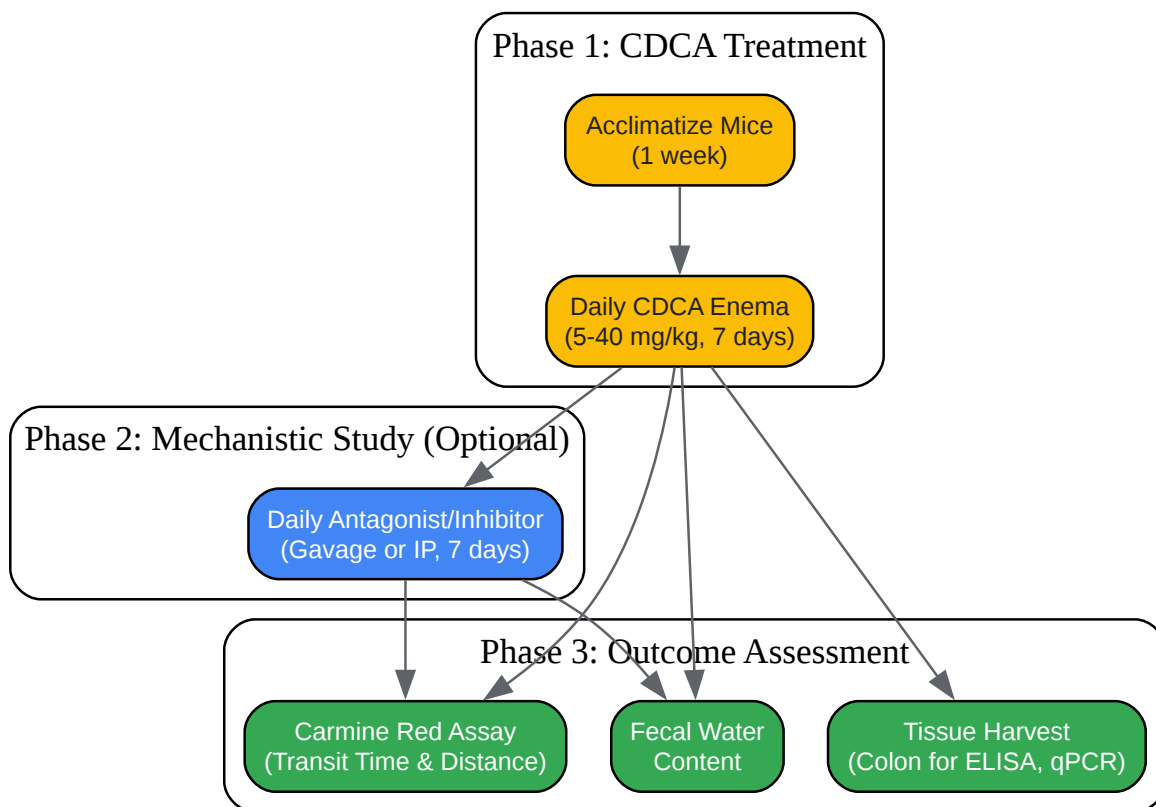 Phase 1: CDCA Treatment
Acclimatize Mice
(1 week)
Daily CDCA Enema
(5-40 mg/kg, 7 days)
Phase 2: Mechanistic Study (Optional)
Daily Antagonist/Inhibitor
(Gavage or IP, 7 days)
Phase 3: Outcome Assessment
Carmine Red Assay
(Transit Time & Distance)
Fecal Water
Content
Tissue Harvest
(Colon for ELISA, qPCR)